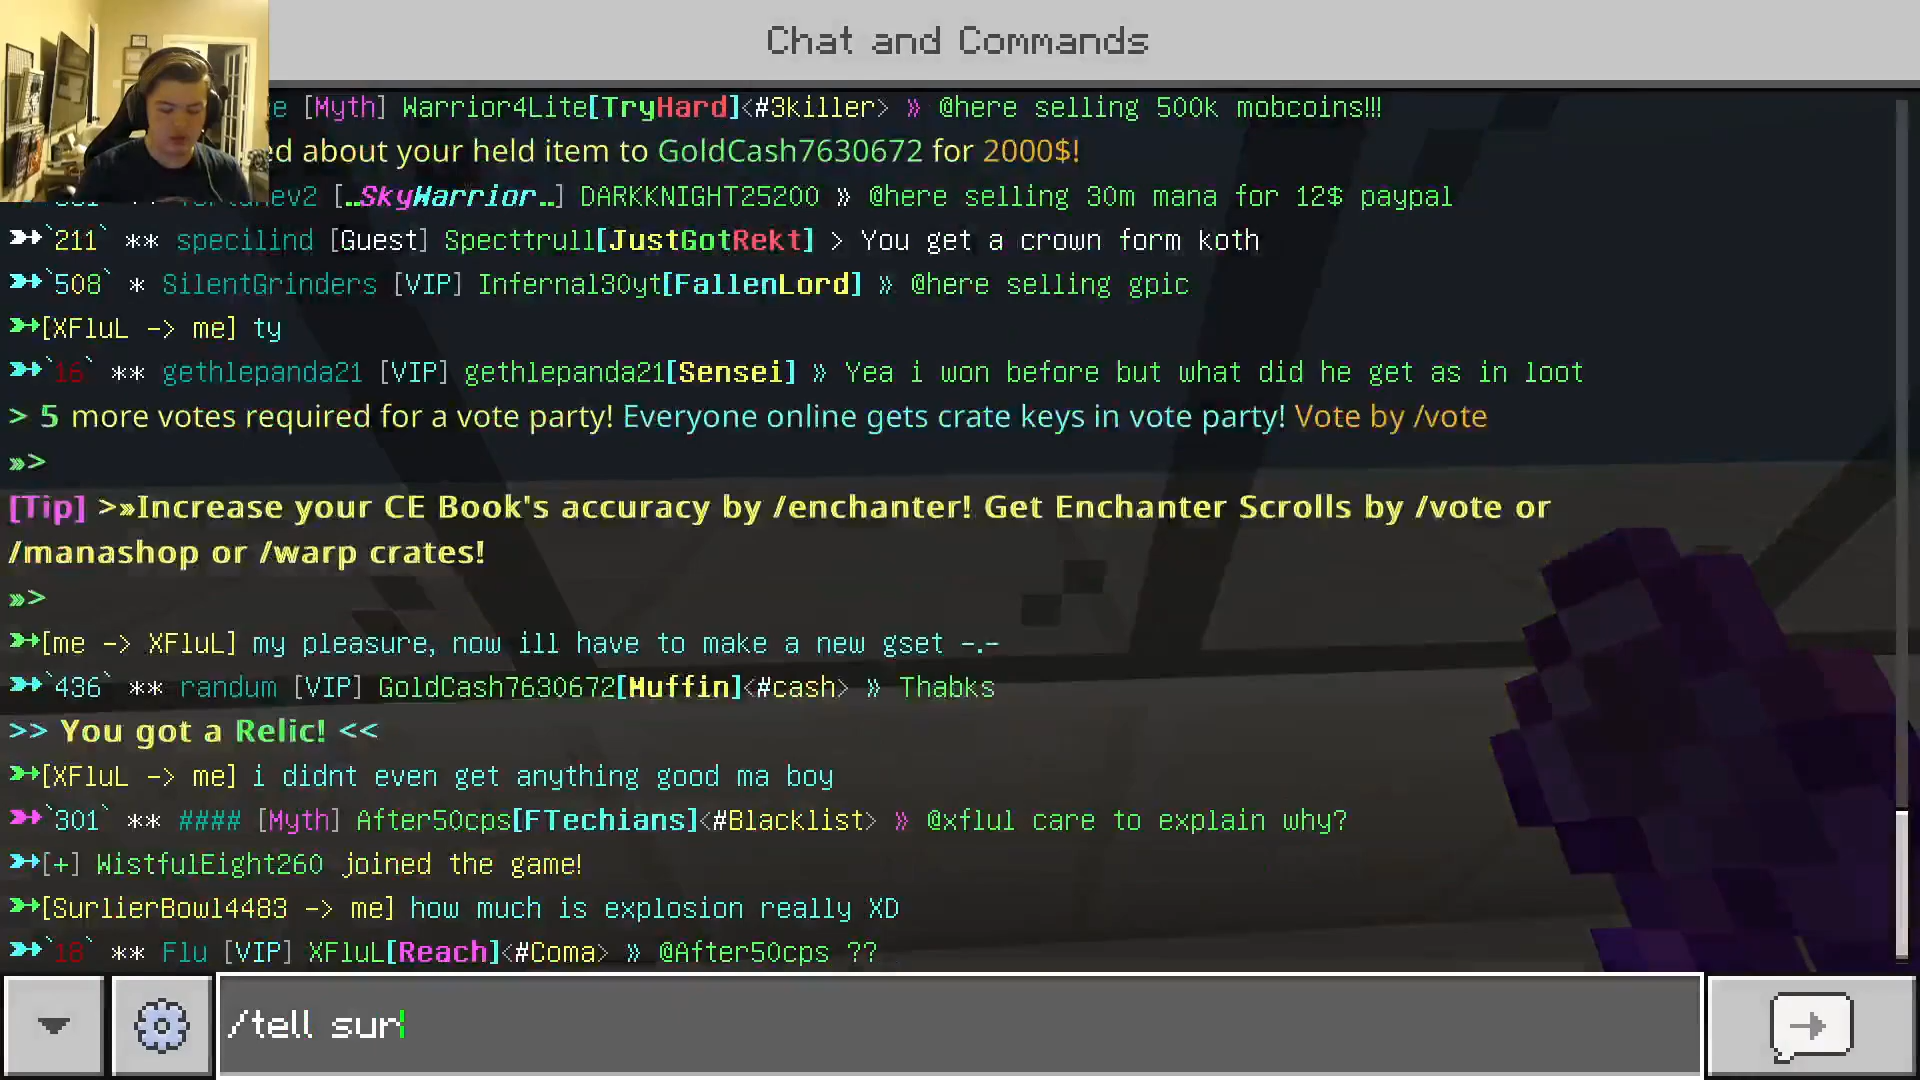 Chat and Commands
e [Myth] Warrior4Lite[TryHard]<#3killer> » @here selling 500k mobcoins!!!
ed about your held item to GoldCash7630672 for 2000$!
[..SkyWarrior..] DARKKNIGHT25200 » @here selling 30m mana for 12$ paypal
`211` ** specilind [Guest] Specttrull[JustGotRekt] > You get a crown form koth
`508` * SilentGrinders [VIP] Infernal30yt[FallenLord] » @here selling gpic
[XFluL -> me] ty
`16` ** gethlepanda21 [VIP] gethlepanda21[Sensei] » Yea i won before but what did he get as in loot
> 5 more votes required for a vote party! Everyone online gets crate keys in vote party! Vote by /vote
»>
[Tip] >»Increase your CE Book's accuracy by /enchanter! Get Enchanter Scrolls by /vote or
/manashop or /warp crates!
»>
[me -> XFluL] my pleasure, now ill have to make a new gset -.-
`436` ** randum [VIP] GoldCash7630672[Muffin]<#cash> » Thabks
>> You got a Relic! <<
[XFluL -> me] i didnt even get anything good ma boy
`301` ** #### [Myth] After50cps[FTechians]<#Blacklist> » @xflul care to explain why?
[+] WistfulEight260 joined the game!
[SurlierBowl4483 -> me] how much is explosion really XD
`18` ** Flu [VIP] XFluL[Reach]<#Coma> » @After50cps ??
/tell sur